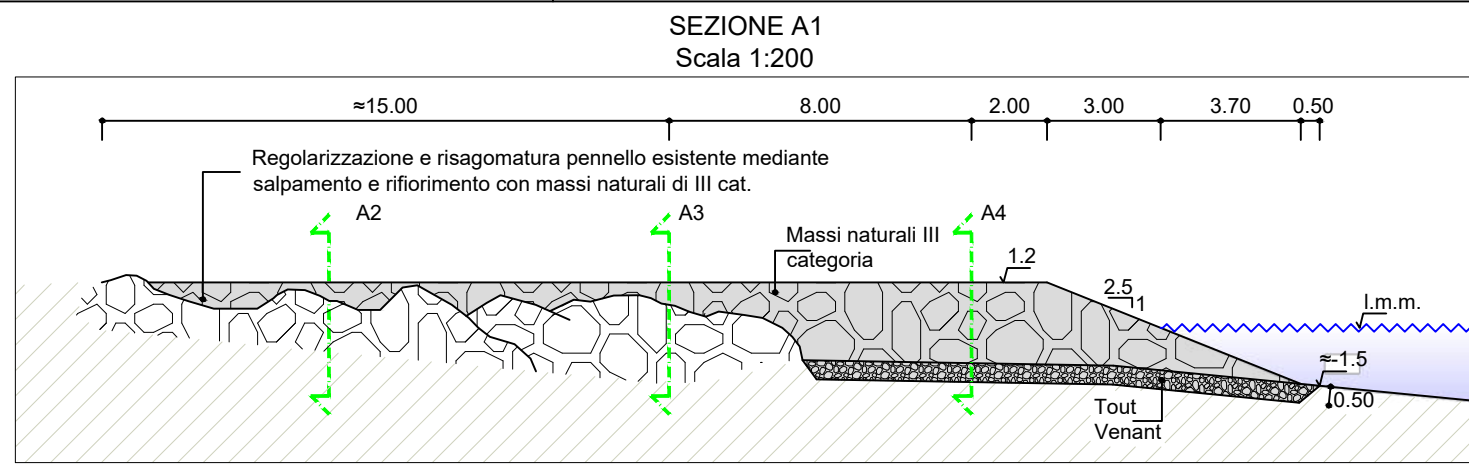 SEZIONE A1
Scala 1:200
≈15.00 8.00 2.00 3.00 3.70 0.50
Regolarizzazione e risagomatura pennello esistente mediante
salpamento e rifiorimento con massi naturali di III cat.
A2 A3 A4
Massi naturali III
categoria
1.2
2.5
1
l.m.m.
≈-1.5
0.50
Tout
Venant